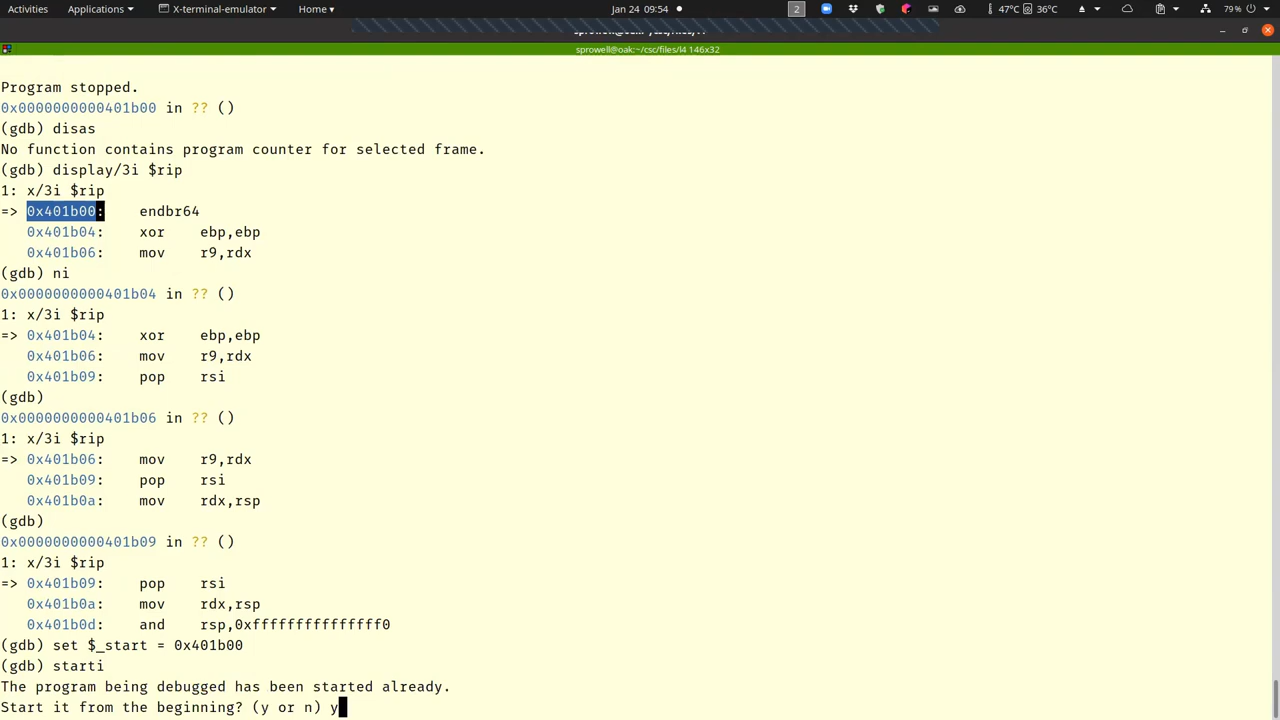 Activities Applications X-terminal-emulator Home Jan 24 09:54 2 47°C 36°C 79%
sprowell@oak:~/csc/files/l4 146x32
Program stopped.
0x0000000000401b00 in ?? ()
(gdb) disas
No function contains program counter for selected frame.
(gdb) display/3i $rip
1: x/3i $rip
=> 0x401b00: endbr64
0x401b04: xor ebp,ebp
0x401b06: mov r9,rdx
(gdb) ni
0x0000000000401b04 in ?? ()
1: x/3i $rip
=> 0x401b04: xor ebp,ebp
0x401b06: mov r9,rdx
0x401b09: pop rsi
(gdb)
0x0000000000401b06 in ?? ()
1: x/3i $rip
=> 0x401b06: mov r9,rdx
0x401b09: pop rsi
0x401b0a: mov rdx,rsp
(gdb)
0x0000000000401b09 in ?? ()
1: x/3i $rip
=> 0x401b09: pop rsi
0x401b0a: mov rdx,rsp
0x401b0d: and rsp,0xfffffffffffffff0
(gdb) set $_start = 0x401b00
(gdb) starti
The program being debugged has been started already.
Start it from the beginning? (y or n) y